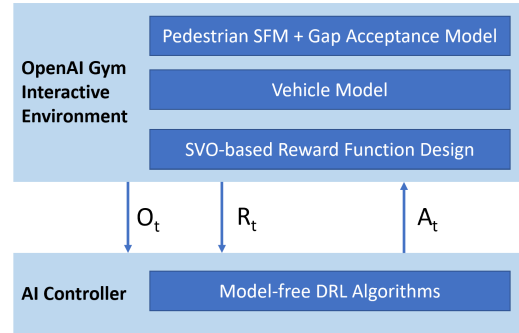 Pedestrian SFM + Gap Acceptance Model
OpenAI Gym
Interactive
Environment
Vehicle Model
SVO-based Reward Function Design
Oₜ
Rₜ
Aₜ
AI Controller
Model-free DRL Algorithms